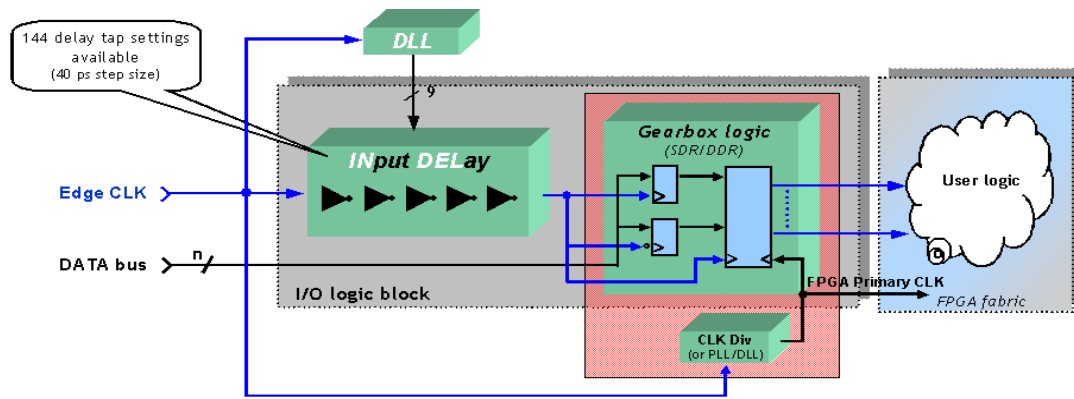 144 delay tap settings
available
(40 ps step size)
DLL
9
INput DELay
Gearbox logic
(SDR/DDR)
User logic
Edge CLK
DATA bus
n
I/O logic block
FPGA Primary CLK
FPGA fabric
CLK Div
(or PLL/DLL)